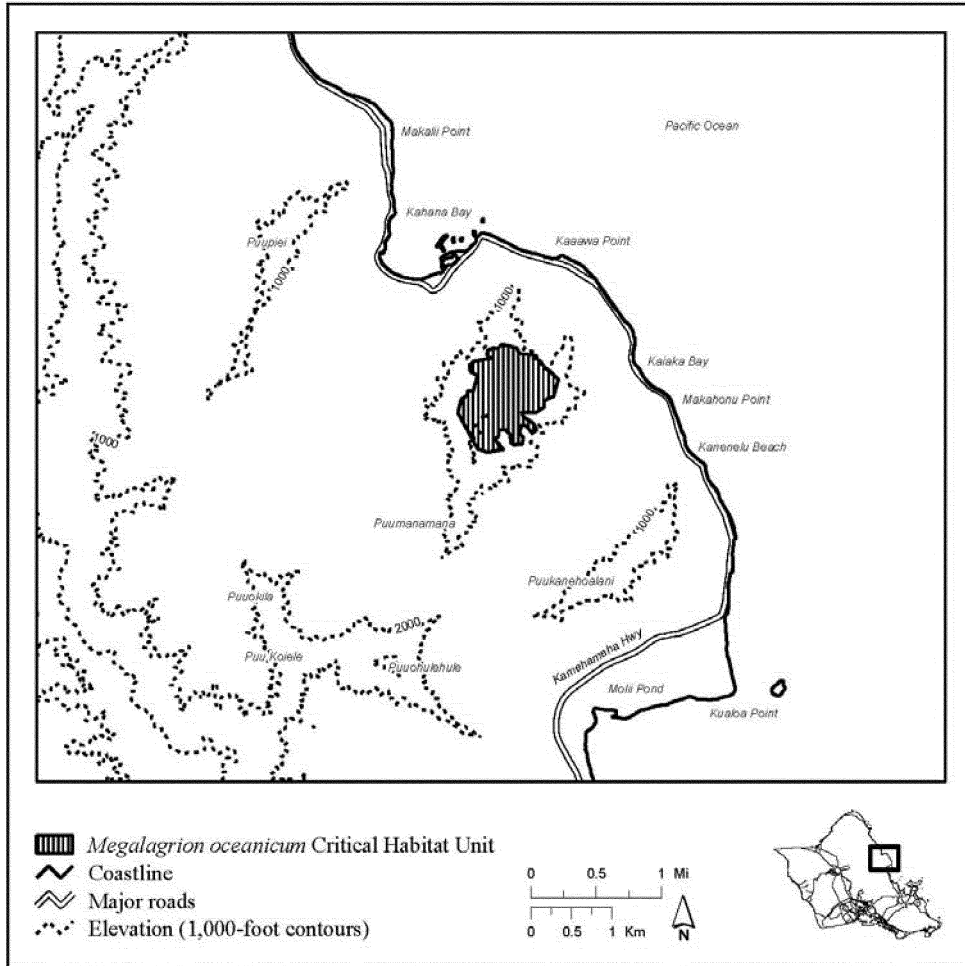 Makalii Point
Pacific Ocean
Kahana Bay
Puupiei
Kaaawa Point
1000
1000
Kaiaka Bay
Makahonu Point
1000
Kanenelu Beach
1000
Puumanamana
Puukanehoalani
Puuokila
2000
Kamehameha Hwy
Puu Koiele
Puuohulehule
Molii Pond
Kualoa Point
Megalagrion oceanicum Critical Habitat Unit
Coastline
Major roads
Elevation (1,000-foot contours)
0 0.5 1 Mi
0 0.5 1 Km
N